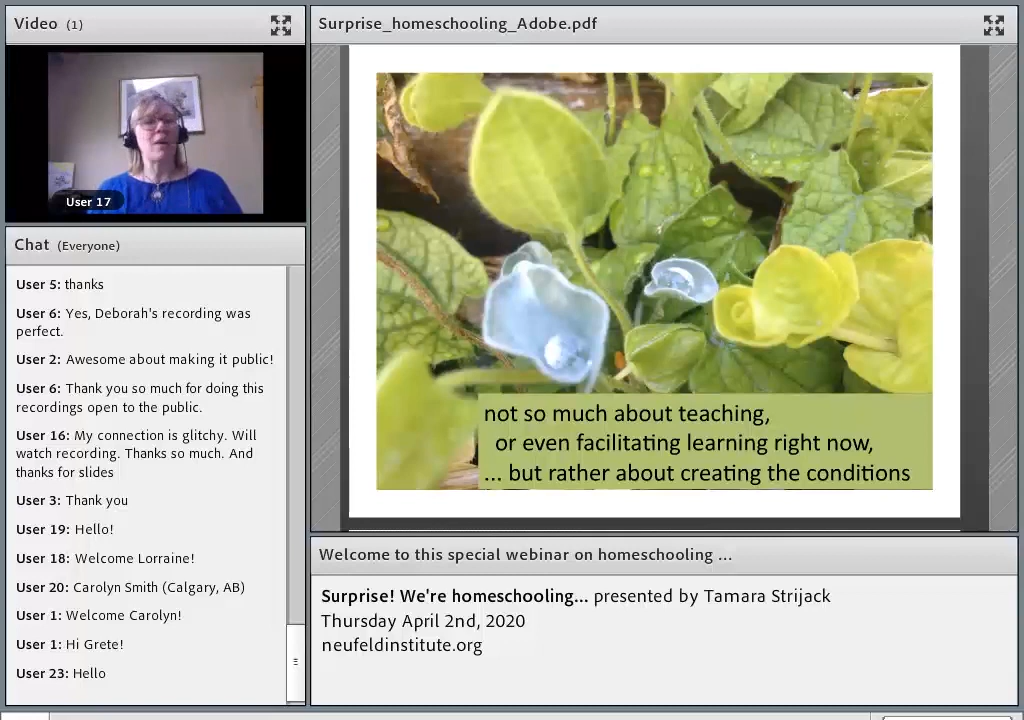 Video (1)
User 17
Chat (Everyone)
User 5: thanks
User 6: Yes, Deborah's recording was
perfect.
User 2: Awesome about making it public!
User 6: Thank you so much for doing this
recordings open to the public.
User 16: My connection is glitchy. Will
watch recording. Thanks so much. And
thanks for slides
User 3: Thank you
User 19: Hello!
User 18: Welcome Lorraine!
User 20: Carolyn Smith (Calgary, AB)
User 1: Welcome Carolyn!
User 1: Hi Grete!
User 23: Hello
Surprise_homeschooling_Adobe.pdf
not so much about teaching,
or even facilitating learning right now,
... but rather about creating the conditions
Welcome to this special webinar on homeschooling ...
Surprise! We're homeschooling... presented by Tamara Strijack
Thursday April 2nd, 2020
neufeldinstitute.org